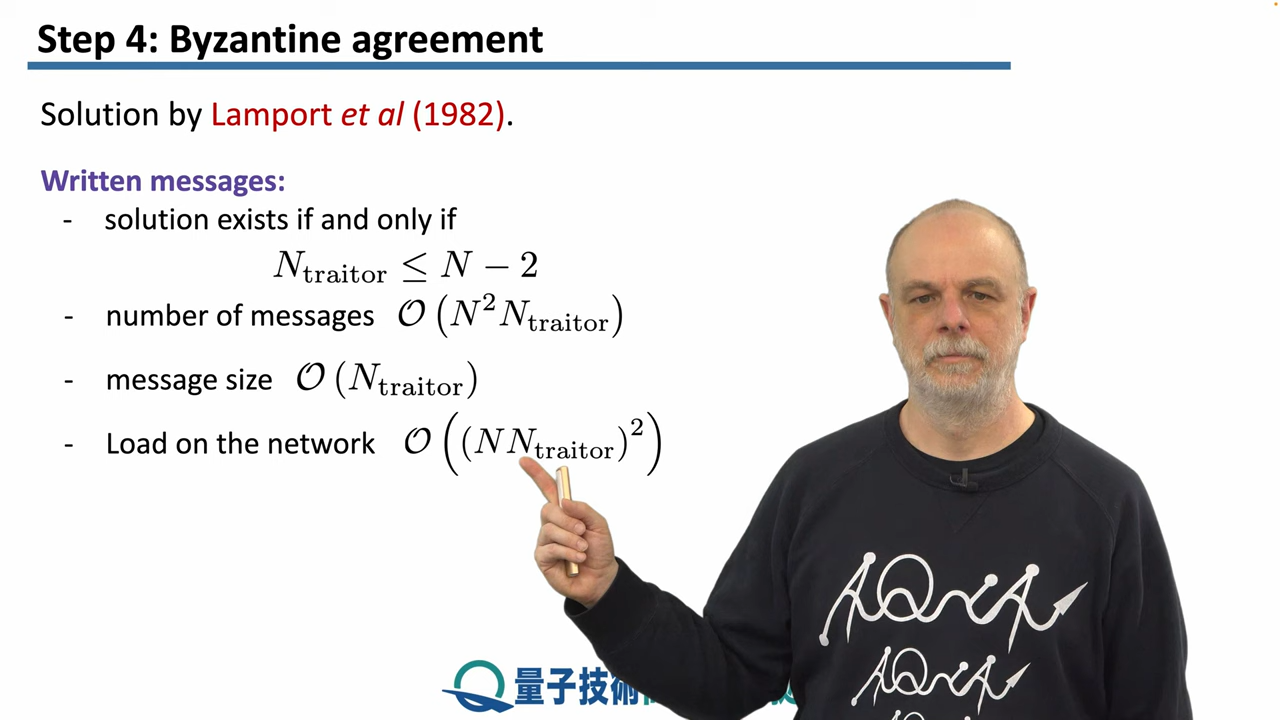 Step 4: Byzantine agreement
Solution by Lamport et al (1982).
Written messages:
- solution exists if and only if
N_traitor ≤ N − 2
- number of messages 𝒪(N²N_traitor)
- message size 𝒪(N_traitor)
- Load on the network 𝒪((NN_traitor)²)
量子技術